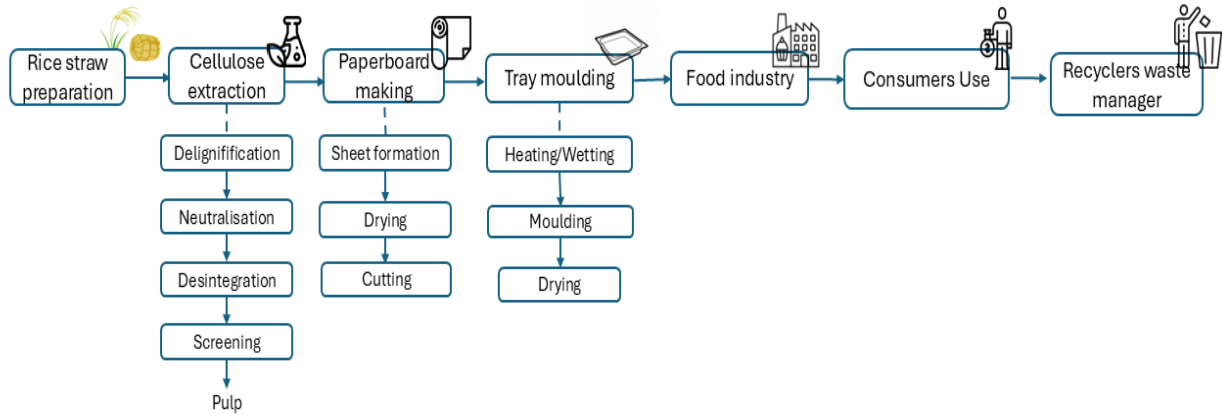 Rice straw
preparation
Cellulose
extraction
Paperboard
making
Tray moulding
Food industry
Consumers Use
Recyclers waste
manager
Delignifification
Neutralisation
Desintegration
Screening
Pulp
Sheet formation
Drying
Cutting
Heating/Wetting
Moulding
Drying